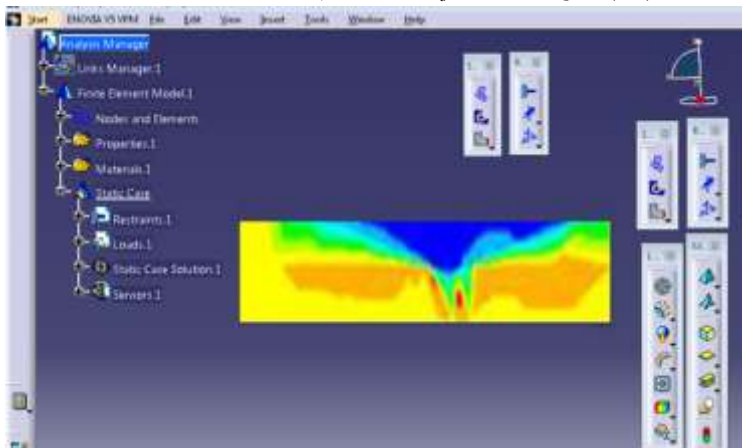 Start ENOVIA V5 VPM File Edit View Insert Tools Window Help
Analysis Manager
Links Manager.1
Finite Element Model.1
Nodes and Elements
Properties.1
Materials.1
Static Case
Restraints.1
Loads.1
Static Case Solution.1
Sensors.1